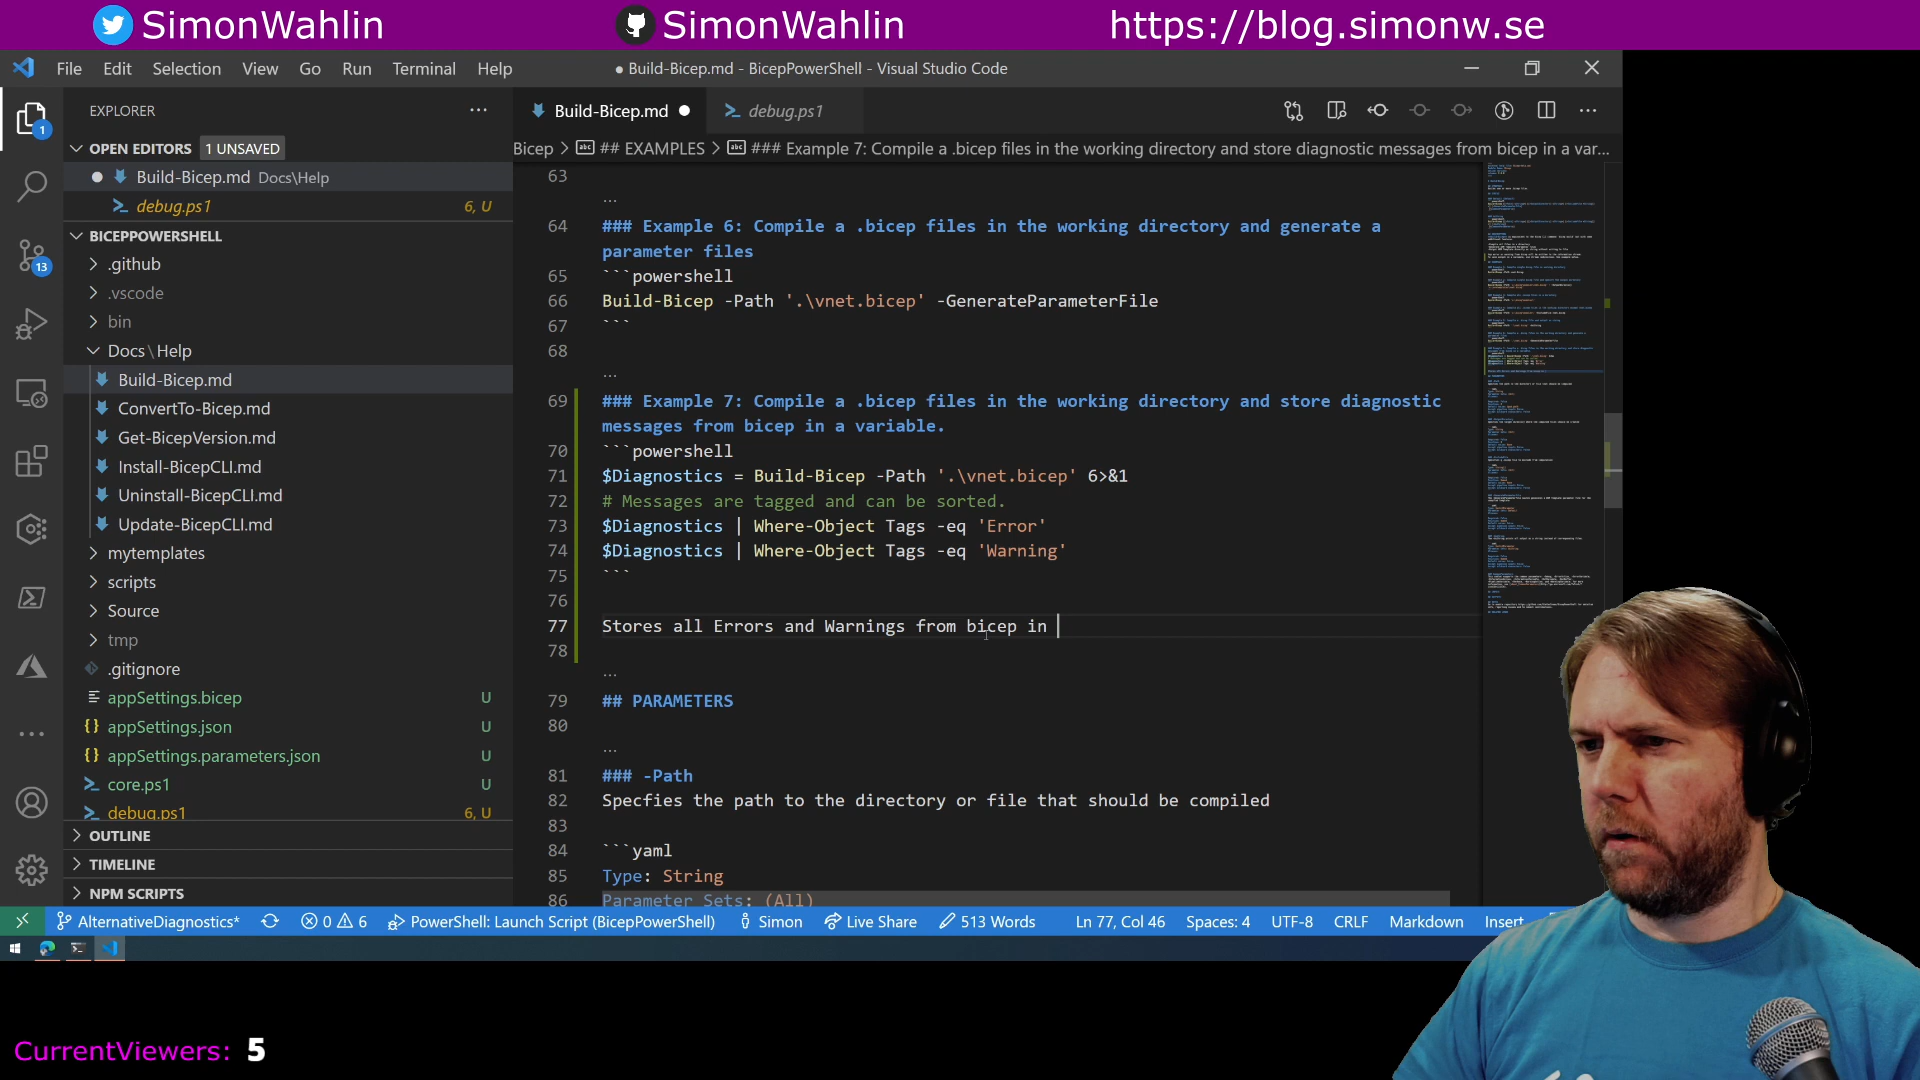 SimonWahlin
SimonWahlin
https://blog.simonw.se
File Edit Selection View Go Run Terminal Help
● Build-Bicep.md - BicepPowerShell - Visual Studio Code
EXPLORER
OPEN EDITORS 1 UNSAVED
Build-Bicep.md Docs\Help
debug.ps1 6, U
BICEPPOWERSHELL
.github
.vscode
bin
Docs\Help
Build-Bicep.md
ConvertTo-Bicep.md
Get-BicepVersion.md
Install-BicepCLI.md
Uninstall-BicepCLI.md
Update-BicepCLI.md
mytemplates
scripts
Source
tmp
.gitignore
appSettings.bicep U
appSettings.json U
appSettings.parameters.json U
core.ps1 U
debug.ps1 6, U
OUTLINE
TIMELINE
NPM SCRIPTS
1
13
Build-Bicep.md
debug.ps1
Bicep > ## EXAMPLES > ### Example 7: Compile a .bicep files in the working directory and store diagnostic messages from bicep in a var...
63
...
64 ### Example 6: Compile a .bicep files in the working directory and generate a
parameter files
65 ```powershell
66 Build-Bicep -Path '.\vnet.bicep' -GenerateParameterFile
67 ```
68
...
69 ### Example 7: Compile a .bicep files in the working directory and store diagnostic
messages from bicep in a variable.
70 ```powershell
71 $Diagnostics = Build-Bicep -Path '.\vnet.bicep' 6>&1
72 # Messages are tagged and can be sorted.
73 $Diagnostics | Where-Object Tags -eq 'Error'
74 $Diagnostics | Where-Object Tags -eq 'Warning'
75 ```
76
77 Stores all Errors and Warnings from bicep in
78
...
79 ## PARAMETERS
80
...
81 ### -Path
82 Specfies the path to the directory or file that should be compiled
83
84 ```yaml
85 Type: String
86 Parameter Sets: (All)
AlternativeDiagnostics* 0 6 PowerShell: Launch Script (BicepPowerShell) Simon Live Share 513 Words Ln 77, Col 46 Spaces: 4 UTF-8 CRLF Markdown Insert
CurrentViewers: 5